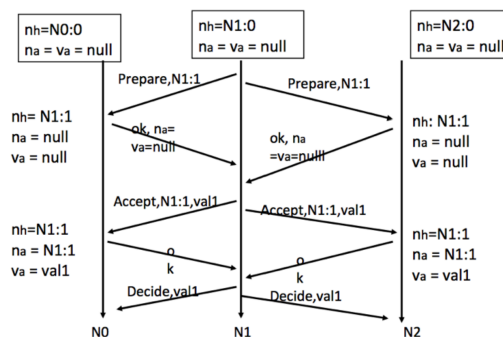 nh=N0:0
na = va = null
nh=N1:0
na = va = null
nh=N2:0
na = va = null
Prepare,N1:1
Prepare,N1:1
nh= N1:1
na = null
va = null
ok, na=
va=null
ok, na
=va=nulll
nh: N1:1
na = null
va = null
Accept,N1:1,val1
Accept,N1:1,val1
nh=N1:1
na = N1:1
va = val1
o
k
o
k
nh=N1:1
na = N1:1
va = val1
Decide,val1
Decide,val1
N0
N1
N2